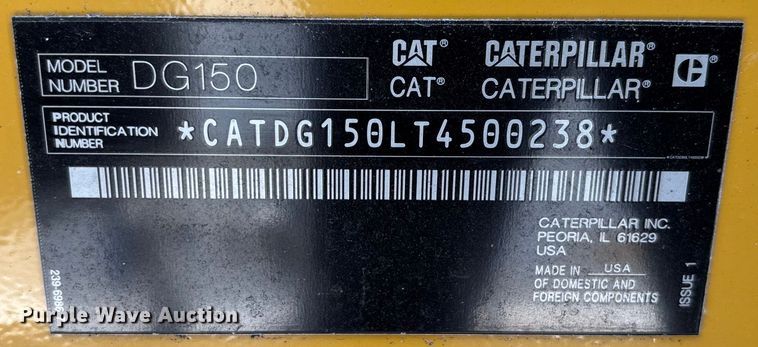 MODEL NUMBER DG150
CAT® CATERPILLAR®
CAT® CATERPILLAR®
C
PRODUCT IDENTIFICATION NUMBER *CATDG150LT4500238*
CATERPILLAR INC.
PEORIA, IL 61629
USA
MADE IN USA
OF DOMESTIC AND
FOREIGN COMPONENTS
ISSUE 1
Purple Wave Auction